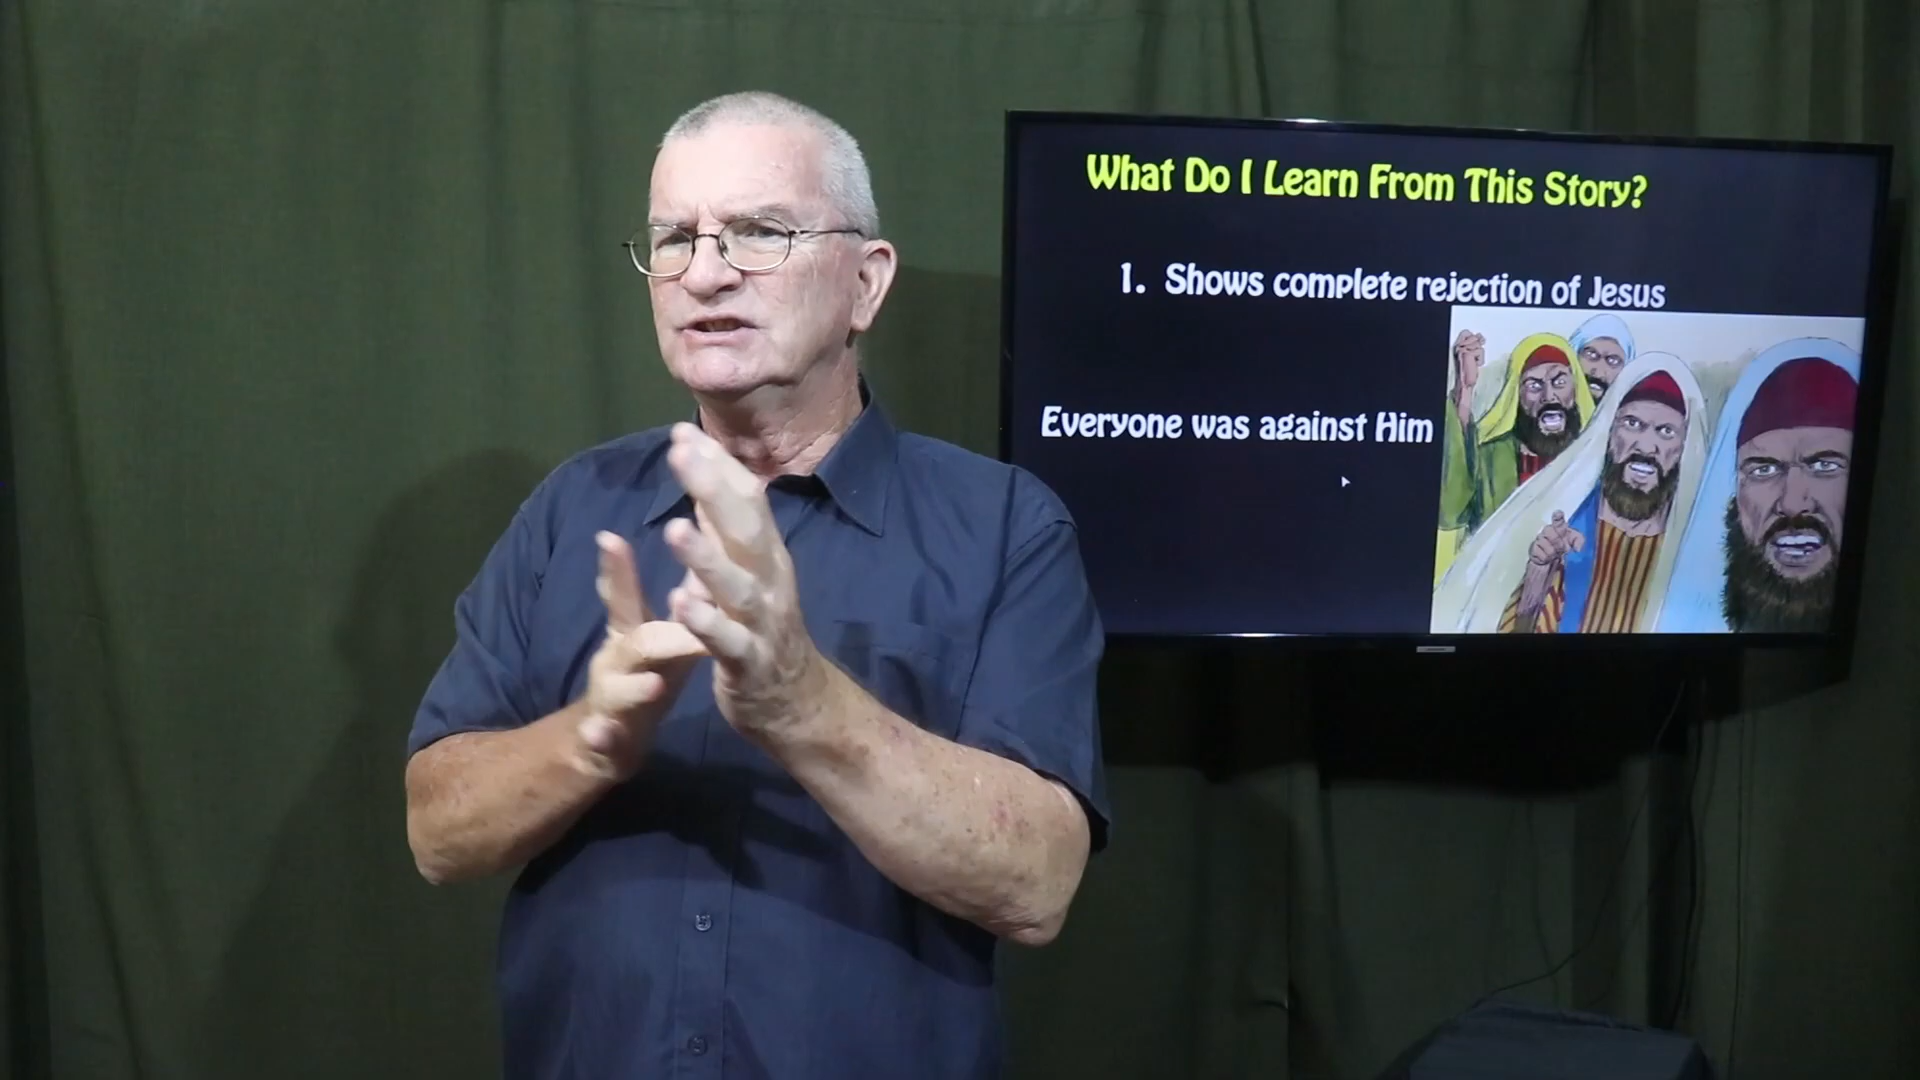 What Do I Learn From This Story?
1. Shows complete rejection of Jesus
Everyone was against Him